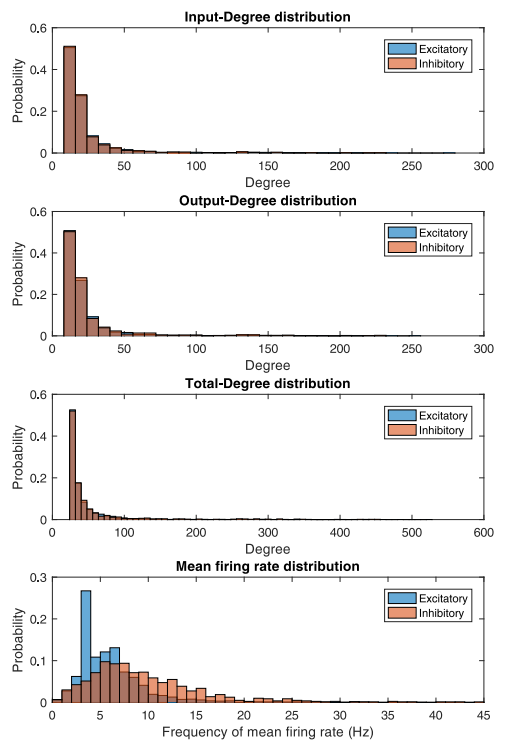 Input-Degree distribution
0.6
0.4
0.2
0
Probability
Excitatory
Inhibitory
0 50 100 150 200 250 300
Degree
Output-Degree distribution
0.6
0.4
0.2
0
Probability
Excitatory
Inhibitory
0 50 100 150 200 250 300
Degree
Total-Degree distribution
0.6
0.4
0.2
0
Probability
Excitatory
Inhibitory
0 100 200 300 400 500 600
Degree
Mean firing rate distribution
0.3
0.2
0.1
0
Probability
Excitatory
Inhibitory
0 5 10 15 20 25 30 35 40 45
Frequency of mean firing rate (Hz)